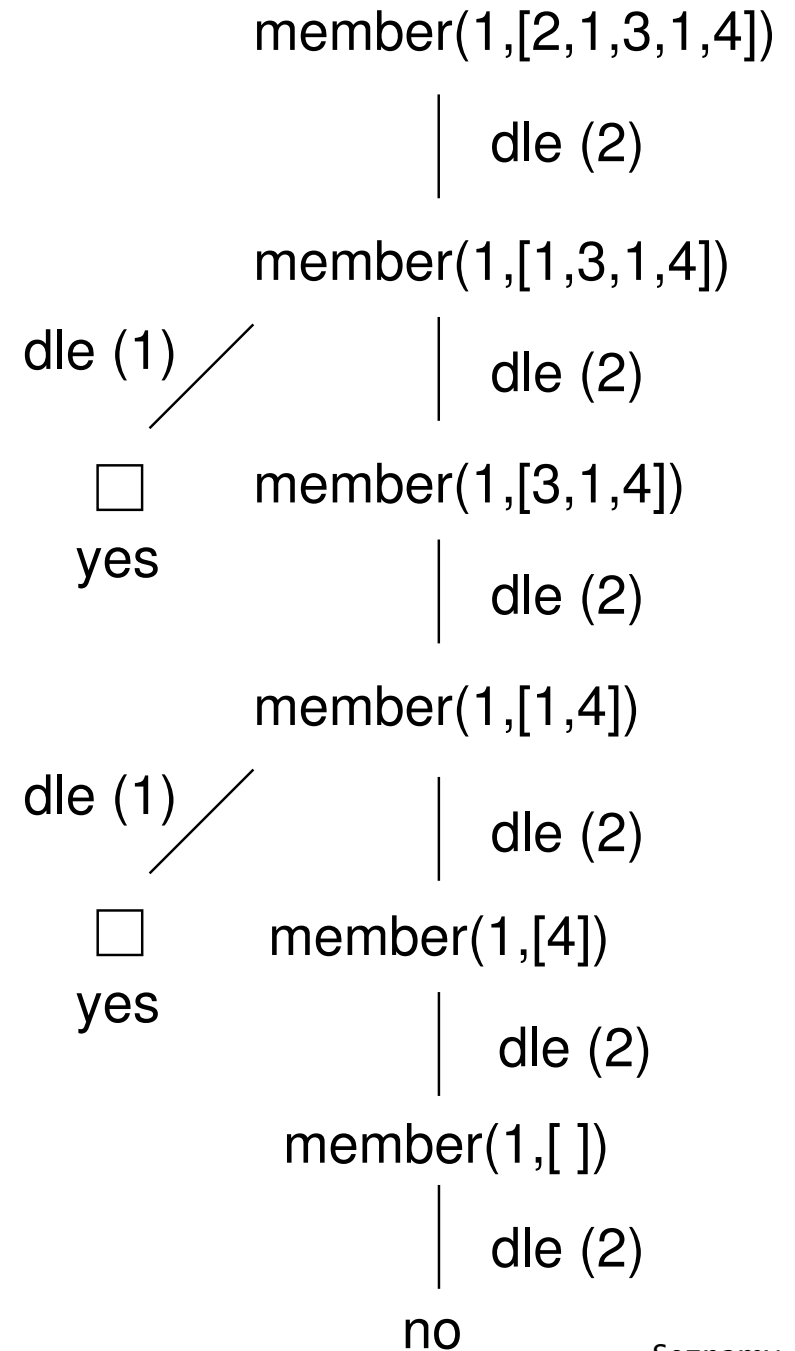 member(1,[2,1,3,1,4])
dle (2)
member(1,[1,3,1,4])
dle (1)
dle (2)
member(1,[3,1,4])
yes
dle (2)
member(1,[1,4])
dle (1)
dle (2)
member(1,[4])
yes
dle (2)
member(1,[ ])
dle (2)
no